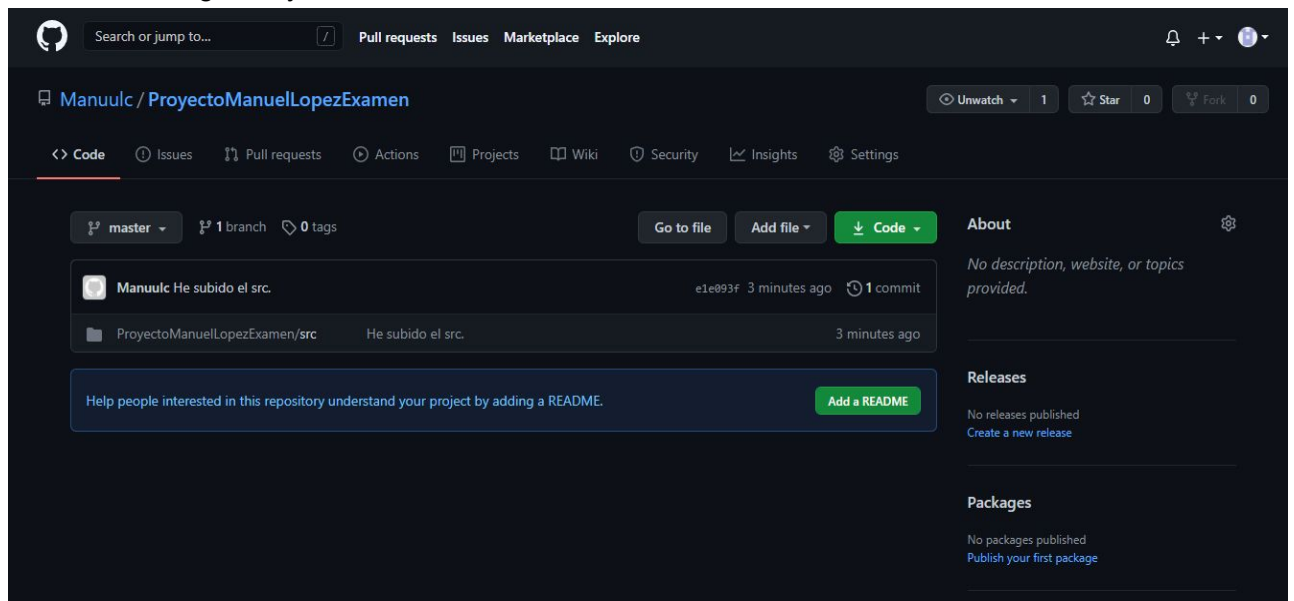 Search or jump to... /
Pull requests Issues Marketplace Explore
Manuulc / ProyectoManuelLopezExamen
Unwatch 1 Star 0 Fork 0
Code Issues Pull requests Actions Projects Wiki Security Insights Settings
master 1 branch 0 tags
Go to file Add file Code
Manuulc He subido el src. e1e093f 3 minutes ago 1 commit
ProyectoManuelLopezExamen/src He subido el src. 3 minutes ago
Help people interested in this repository understand your project by adding a README. Add a README
About
No description, website, or topics
provided.
Releases
No releases published
Create a new release
Packages
No packages published
Publish your first package